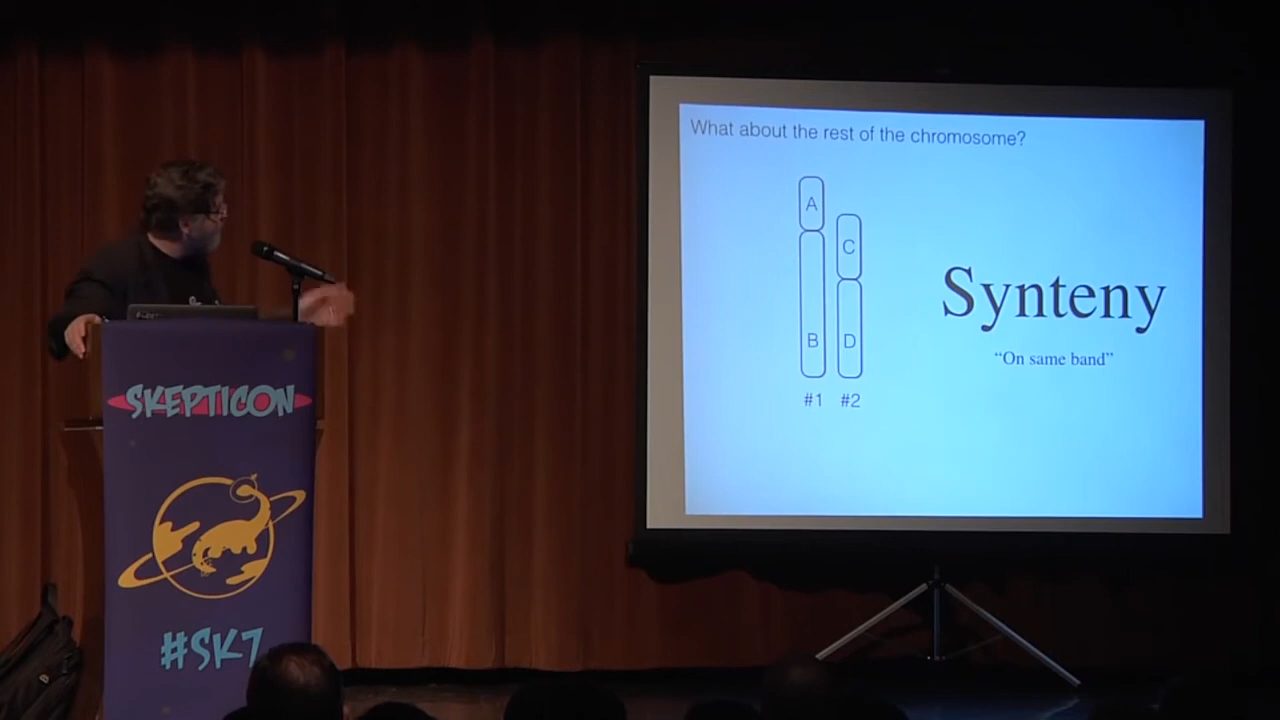 What about the rest of the chromosome?
A
C
B
D
#1 #2
Synteny
“On same band”
SKEPTICON
#SK7